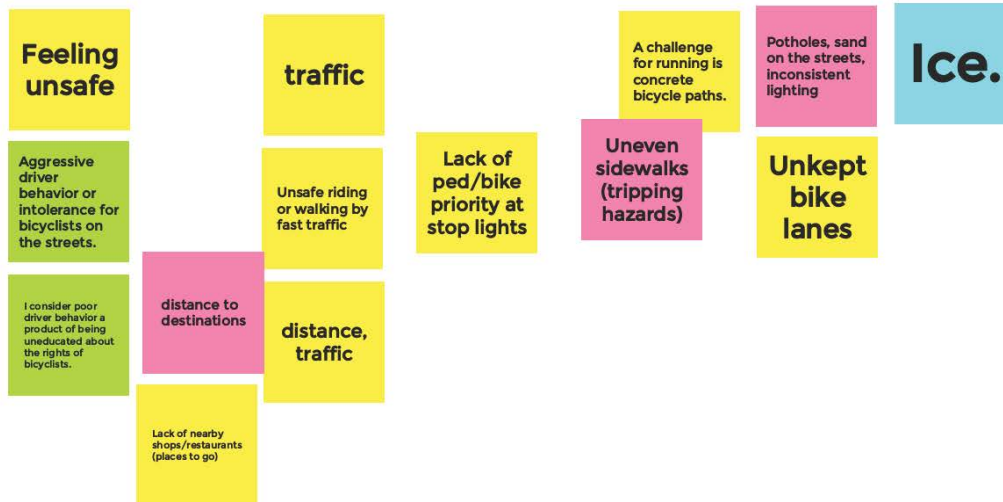 Feeling
unsafe
Aggressive
driver
behavior or
intolerance for
bicyclists on
the streets.
I consider poor
driver behavior a
product of being
uneducated about
the rights of
bicyclists.
distance to
destinations
Lack of nearby
shops/restaurants
(places to go)
traffic
Unsafe riding
or walking by
fast traffic
distance,
traffic
Lack of
ped/bike
priority at
stop lights
A challenge
for running is
concrete
bicycle paths.
Uneven
sidewalks
(tripping
hazards)
Potholes, sand
on the streets,
inconsistent
lighting
Unkept
bike
lanes
Ice.